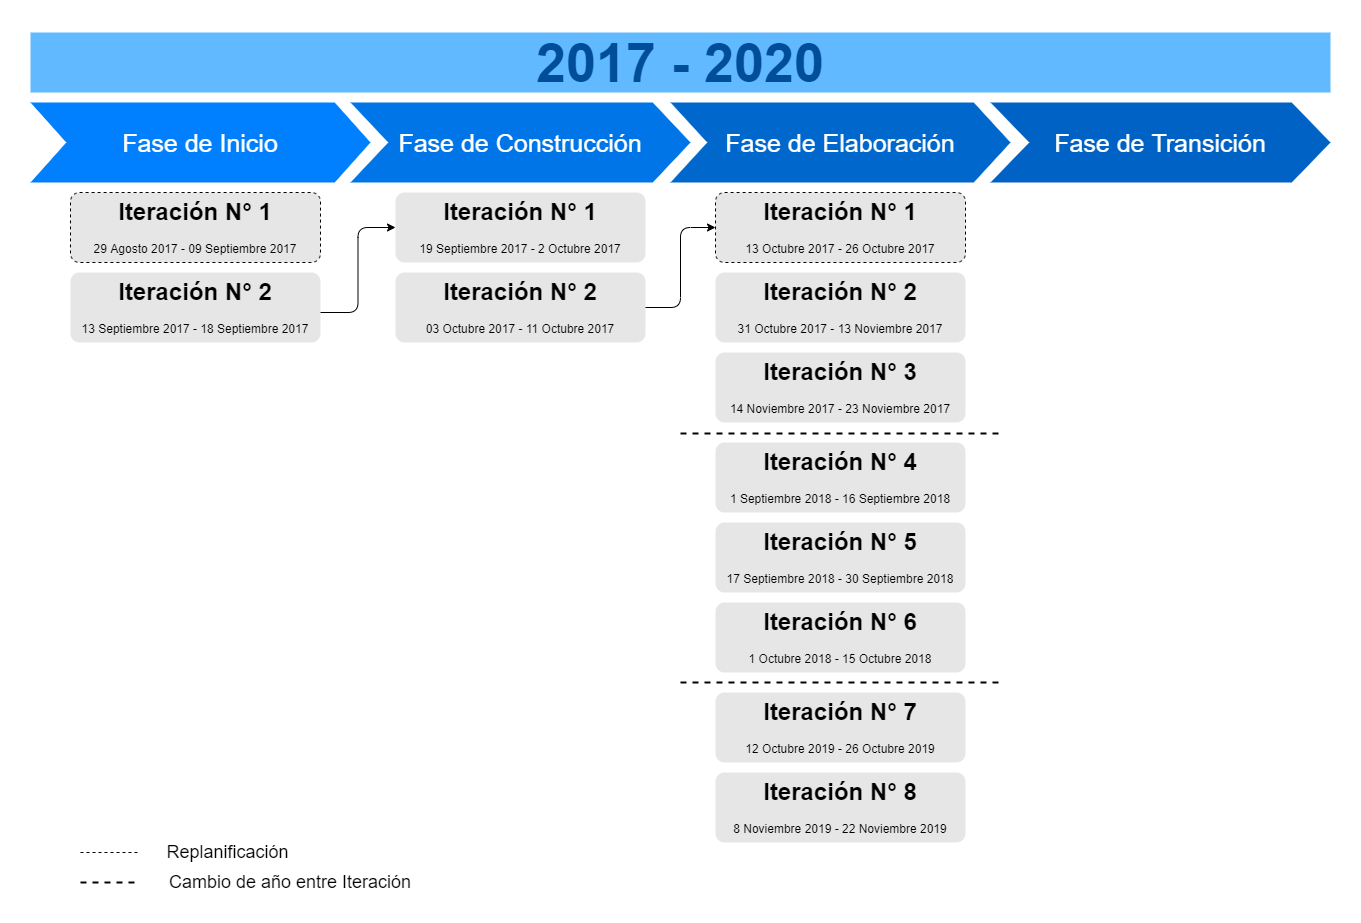 2017 - 2020
Fase de Inicio
Fase de Construcción
Fase de Elaboración
Fase de Transición
Iteración N° 1
29 Agosto 2017 - 09 Septiembre 2017
Iteración N° 2
13 Septiembre 2017 - 18 Septiembre 2017
Iteración N° 1
19 Septiembre 2017 - 2 Octubre 2017
Iteración N° 2
03 Octubre 2017 - 11 Octubre 2017
Iteración N° 1
13 Octubre 2017 - 26 Octubre 2017
Iteración N° 2
31 Octubre 2017 - 13 Noviembre 2017
Iteración N° 3
14 Noviembre 2017 - 23 Noviembre 2017
Iteración N° 4
1 Septiembre 2018 - 16 Septiembre 2018
Iteración N° 5
17 Septiembre 2018 - 30 Septiembre 2018
Iteración N° 6
1 Octubre 2018 - 15 Octubre 2018
Iteración N° 7
12 Octubre 2019 - 26 Octubre 2019
Iteración N° 8
8 Noviembre 2019 - 22 Noviembre 2019
Replanificación
Cambio de año entre Iteración